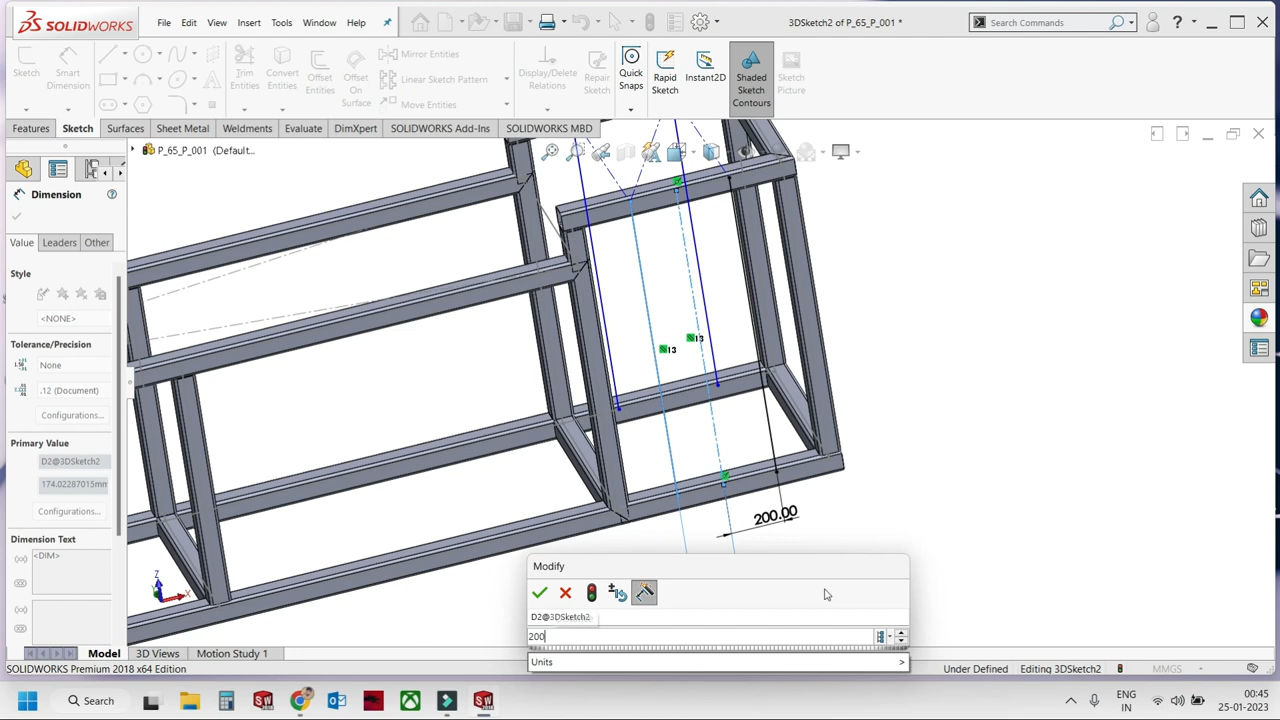 SOLIDWORKS
File
Edit
View
Insert
Tools
Window
Help
3DSketch2 of P_65_P_001 *
Search Commands
?
Sketch
Smart
Dimension
Trim
Entities
Convert
Entities
Offset
Entities
Offset
On
Surface
Mirror Entities
Linear Sketch Pattern
Move Entities
Display/Delete
Relations
Repair
Sketch
Quick
Snaps
Rapid
Sketch
Instant2D
Shaded
Sketch
Contours
Sketch
Picture
Features
Sketch
Surfaces
Sheet Metal
Weldments
Evaluate
DimXpert
SOLIDWORKS Add-Ins
SOLIDWORKS MBD
P_65_P_001 (Default...
Dimension
Value
Leaders
Other
Style
<NONE>
Tolerance/Precision
None
.12 (Document)
Configurations...
Primary Value
D2@3DSketch2
174.02287015mm
Configurations...
Dimension Text
<DIM>
13
13
200.00
Z
X
Modify
D2@3DSketch2
200
Units
>
Model
3D Views
Motion Study 1
SOLIDWORKS Premium 2018 x64 Edition
Under Defined
Editing 3DSketch2
MMGS
Search
ENG
IN
00:45
25-01-2023